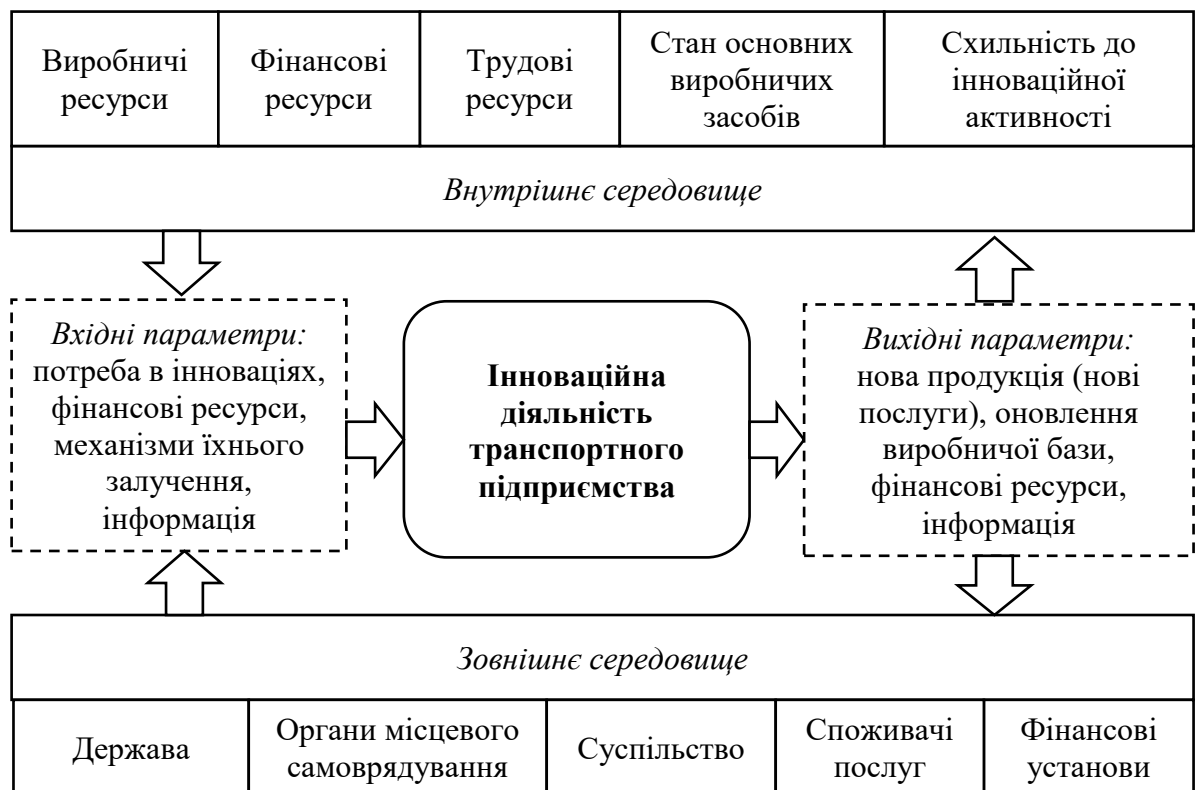 Виробничі
ресурси
Фінансові
ресурси
Трудові
ресурси
Стан основних
виробничих
засобів
Схильність до
інноваційної
активності
Внутрішнє середовище
Вхідні параметри:
потреба в інноваціях,
фінансові ресурси,
механізми їхнього
залучення,
інформація
Інноваційна
діяльність
транспортного
підприємства
Вихідні параметри:
нова продукція (нові
послуги), оновлення
виробничої бази,
фінансові ресурси,
інформація
Зовнішнє середовище
Держава
Органи місцевого
самоврядування
Суспільство
Споживачі
послуг
Фінансові
установи